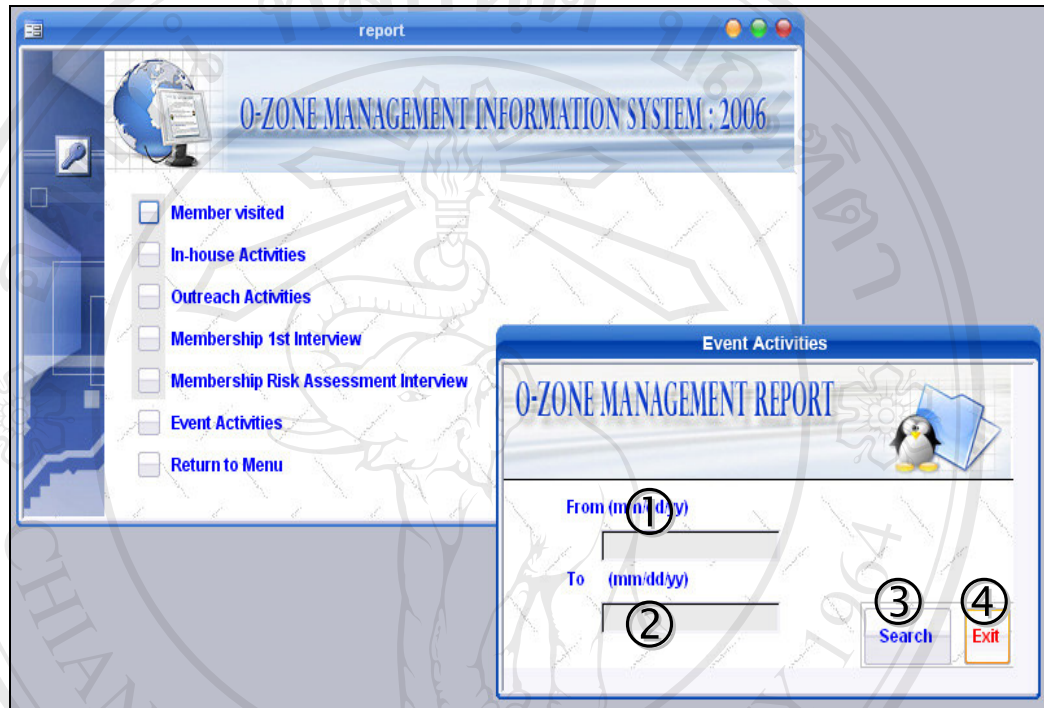 report
O-ZONE MANAGEMENT INFORMATION SYSTEM : 2006
Member visited
In-house Activities
Outreach Activities
Membership 1st Interview
Membership Risk Assessment Interview
Event Activities
Return to Menu
Event Activities
O-ZONE MANAGEMENT REPORT
From (mm/dd/yy)
①
To (mm/dd/yy)
②
③ ④
Search Exit
1964